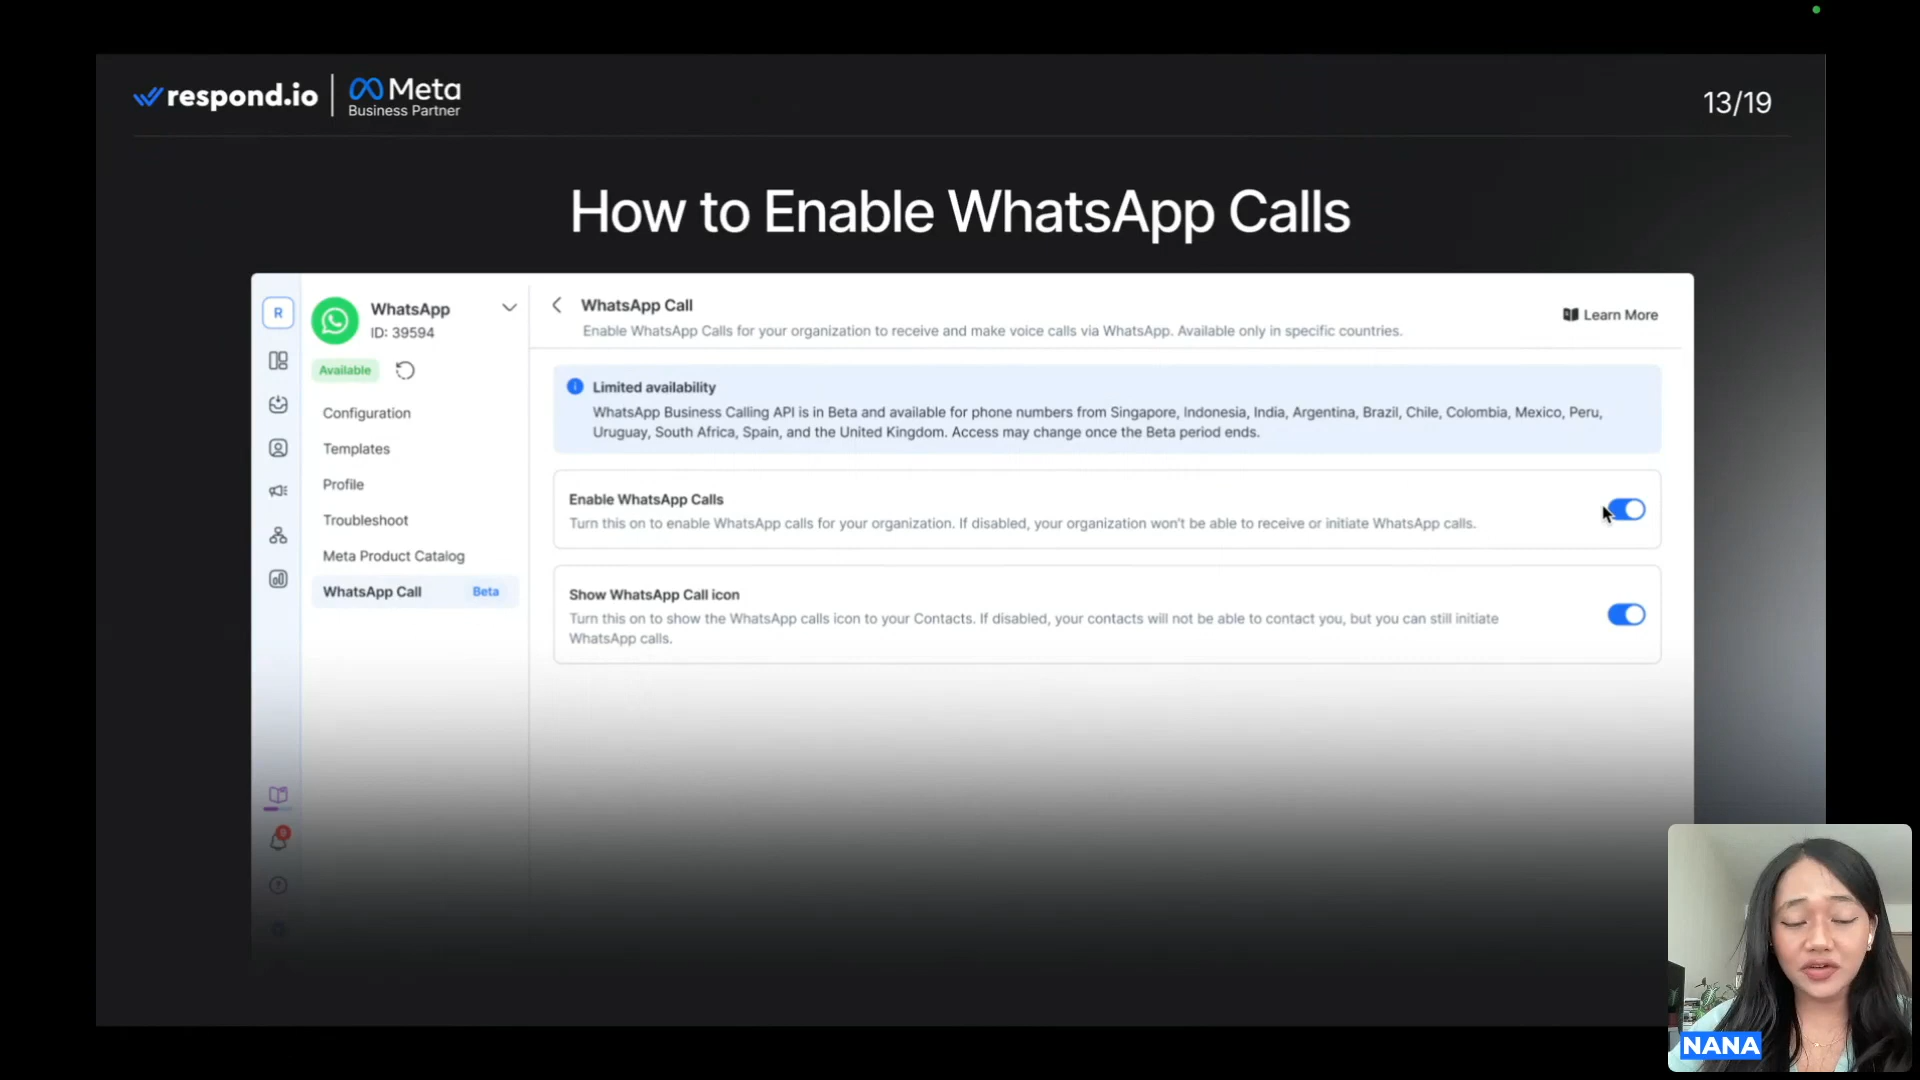 respond.io
Meta
Business Partner
13/19
How to Enable WhatsApp Calls
R
WhatsApp
ID: 39594
Available
Configuration
Templates
Profile
Troubleshoot
Meta Product Catalog
WhatsApp Call Beta
WhatsApp Call
Enable WhatsApp Calls for your organization to receive and make voice calls via WhatsApp. Available only in specific countries.
Learn More
Limited availability
WhatsApp Business Calling API is in Beta and available for phone numbers from Singapore, Indonesia, India, Argentina, Brazil, Chile, Colombia, Mexico, Peru,
Uruguay, South Africa, Spain, and the United Kingdom. Access may change once the Beta period ends.
Enable WhatsApp Calls
Turn this on to enable WhatsApp calls for your organization. If disabled, your organization won't be able to receive or initiate WhatsApp calls.
Show WhatsApp Call icon
Turn this on to show the WhatsApp calls icon to your Contacts. If disabled, your contacts will not be able to contact you, but you can still initiate
WhatsApp calls.
NANA